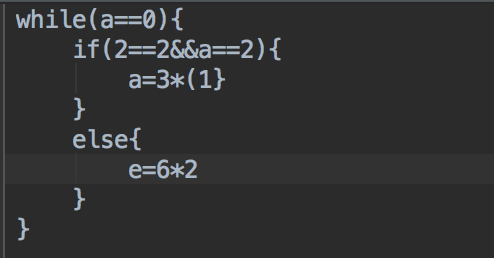 while(a==0){
    if(2==2&&a==2){
        a=3*(1}
    }
    else{
        e=6*2
    }
}